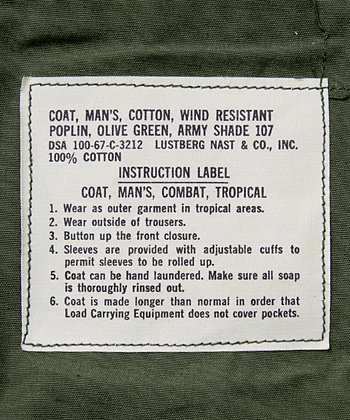 COAT, MAN'S, COTTON, WIND RESISTANT
POPLIN, OLIVE GREEN, ARMY SHADE 107
DSA 100-67-C-3212 LUSTBERG NAST & CO., INC.
100% COTTON
INSTRUCTION LABEL
COAT, MAN'S, COMBAT, TROPICAL
1. Wear as outer garment in tropical areas.
2. Wear outside of trousers.
3. Button up the front closure.
4. Sleeves are provided with adjustable cuffs to
permit sleeves to be rolled up.
5. Coat can be hand laundered. Make sure all soap
is thoroughly rinsed out.
6. Coat is made longer than normal in order that
Load Carrying Equipment does not cover pockets.